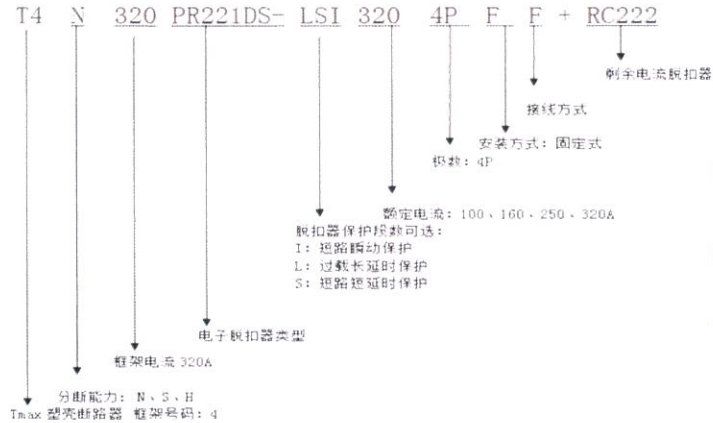 T4 N 320 PR221DS- LSI 320 4P F F + RC222
剩余电流脱扣器
接线方式
安装方式: 固定式
极数: 4P
额定电流: 100、160、250、320A
脱扣器保护段数可选:
I: 短路瞬动保护
L: 过载长延时保护
S: 短路短延时保护
电子脱扣器类型
框架电流 320A
分断能力: N、S、H
Tmax 塑壳断路器 框架号码: 4